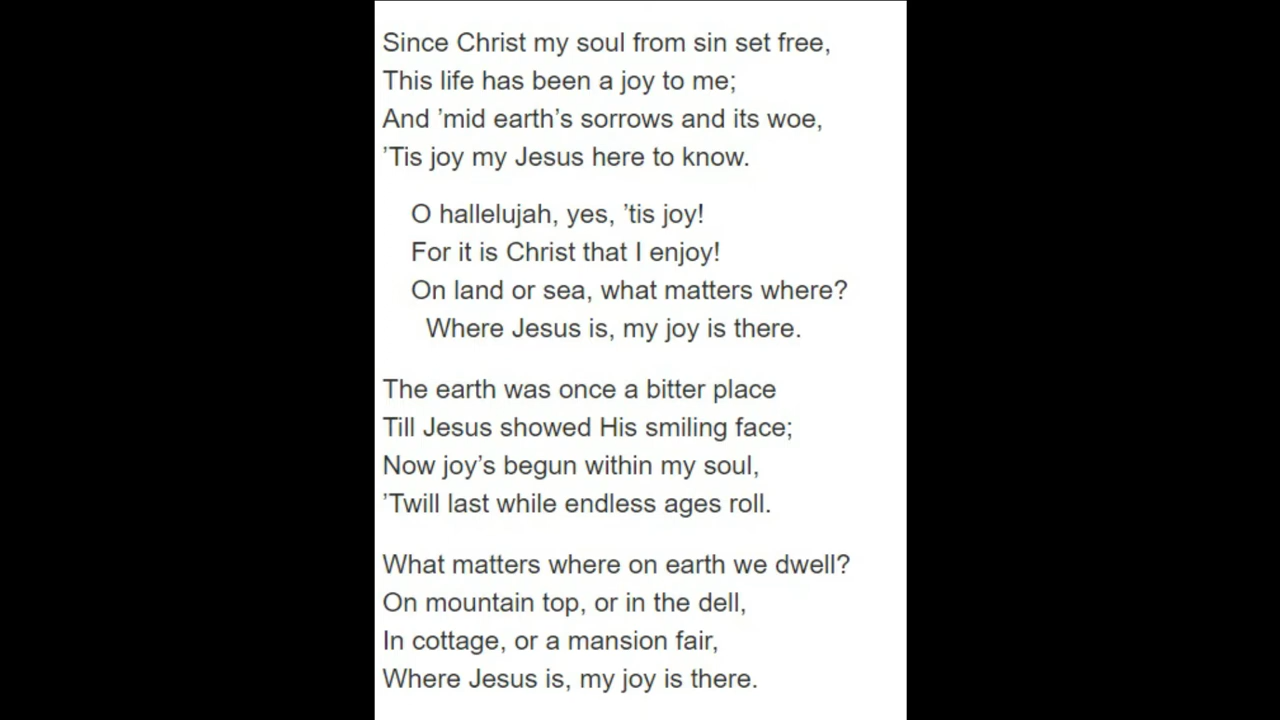 Since Christ my soul from sin set free,
This life has been a joy to me;
And ’mid earth’s sorrows and its woe,
’Tis joy my Jesus here to know.
O hallelujah, yes, ’tis joy!
For it is Christ that I enjoy!
On land or sea, what matters where?
Where Jesus is, my joy is there.
The earth was once a bitter place
Till Jesus showed His smiling face;
Now joy’s begun within my soul,
’Twill last while endless ages roll.
What matters where on earth we dwell?
On mountain top, or in the dell,
In cottage, or a mansion fair,
Where Jesus is, my joy is there.